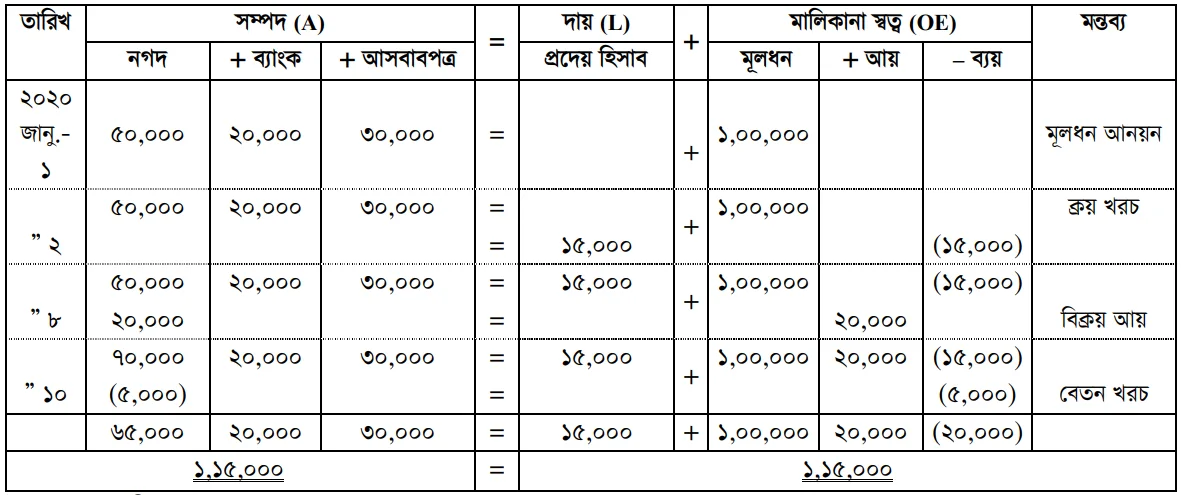 তারিখ সম্পদ (A) = দায় (L) + মালিকানা স্বত্ব (OE) মন্তব্য
নগদ + ব্যাংক + আসবাবপত্র প্রদেয় হিসাব মূলধন + আয় – ব্যয়
২০২০
জানু.- ৫০,০০০ ২০,০০০ ৩০,০০০ = ১,০০,০০০ মূলধন আনয়ন
১ +
৫০,০০০ ২০,০০০ ৩০,০০০ = + ১,০০,০০০ ক্রয় খরচ
” ২ = ১৫,০০০ (১৫,০০০)
৫০,০০০ ২০,০০০ ৩০,০০০ = ১৫,০০০ + ১,০০,০০০ (১৫,০০০)
” ৮ ২০,০০০ = ২০,০০০ বিক্রয় আয়
৭০,০০০ ২০,০০০ ৩০,০০০ = ১৫,০০০ + ১,০০,০০০ ২০,০০০ (১৫,০০০)
” ১০ (৫,০০০) = (৫,০০০) বেতন খরচ
৬৫,০০০ ২০,০০০ ৩০,০০০ = ১৫,০০০ + ১,০০,০০০ ২০,০০০ (২০,০০০)
১,১৫,০০০ = ১,১৫,০০০